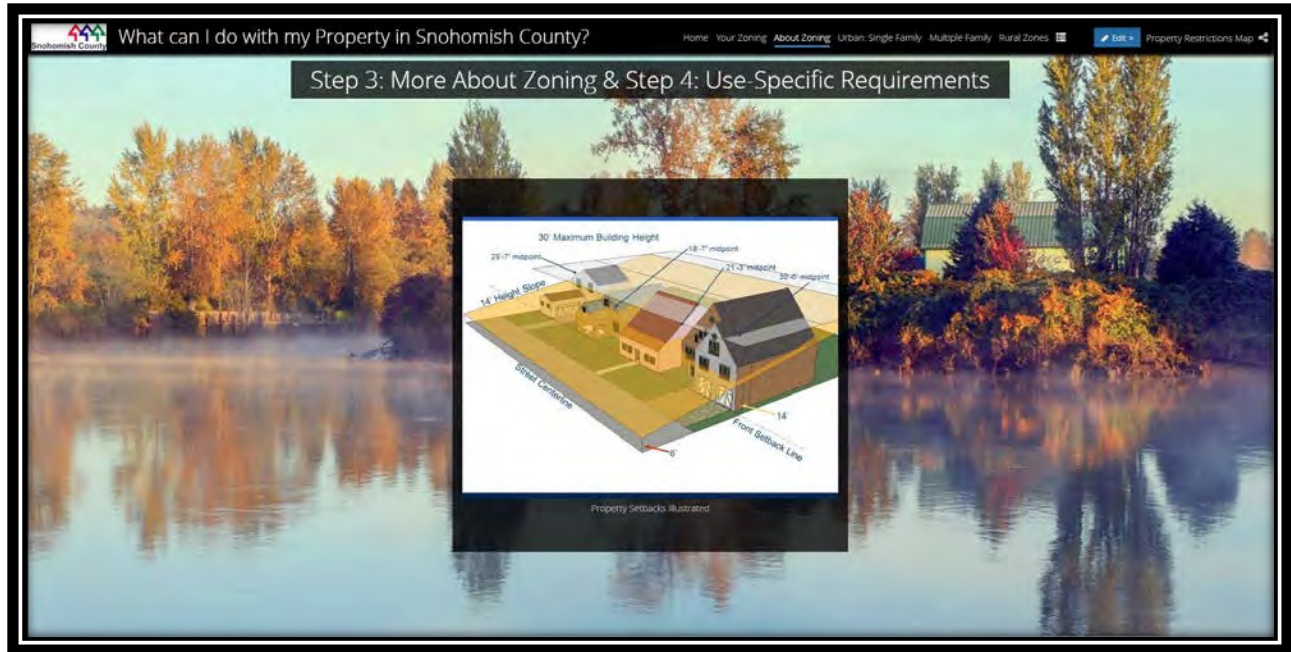 Snohomish County
What can I do with my Property in Snohomish County?
Home Your Zoning About Zoning Urban: Single Family Multiple Family Rural Zones Edit Property Restrictions Map
Step 3: More About Zoning & Step 4: Use-Specific Requirements
30' Maximum Building Height
25'-7" midpoint
18'-7" midpoint
21'-3" midpoint
30'-0" midpoint
14' Height Slope
Street Centerline
14'
Front Setback Line
6'
Property Setbacks Illustrated